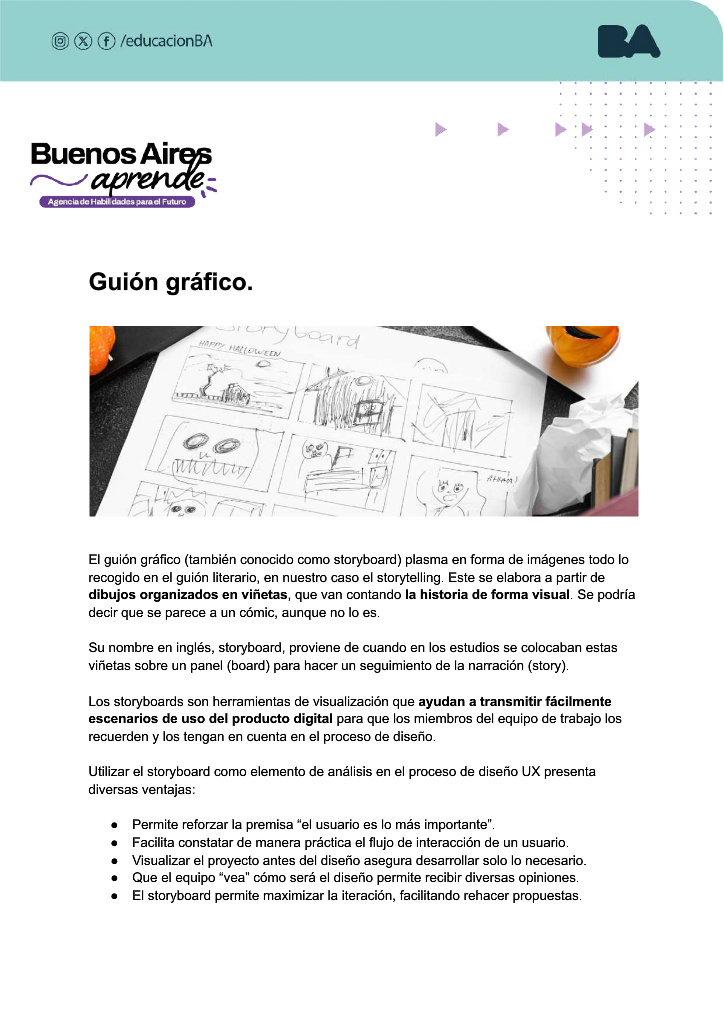 /educacionBA
BA
Buenos Aires
aprende
Agencia de Habilidades para el Futuro
Guión gráfico.
Storyboard
HAPPY HALLOWEEN
El guión gráfico (también conocido como storyboard) plasma en forma de imágenes todo lo
recogido en el guión literario, en nuestro caso el storytelling. Este se elabora a partir de
dibujos organizados en viñetas, que van contando la historia de forma visual. Se podría
decir que se parece a un cómic, aunque no lo es.
Su nombre en inglés, storyboard, proviene de cuando en los estudios se colocaban estas
viñetas sobre un panel (board) para hacer un seguimiento de la narración (story).
Los storyboards son herramientas de visualización que ayudan a transmitir fácilmente
escenarios de uso del producto digital para que los miembros del equipo de trabajo los
recuerden y los tengan en cuenta en el proceso de diseño.
Utilizar el storyboard como elemento de análisis en el proceso de diseño UX presenta
diversas ventajas:
● Permite reforzar la premisa “el usuario es lo más importante”.
● Facilita constatar de manera práctica el flujo de interacción de un usuario.
● Visualizar el proyecto antes del diseño asegura desarrollar solo lo necesario.
● Que el equipo “vea” cómo será el diseño permite recibir diversas opiniones.
● El storyboard permite maximizar la iteración, facilitando rehacer propuestas.